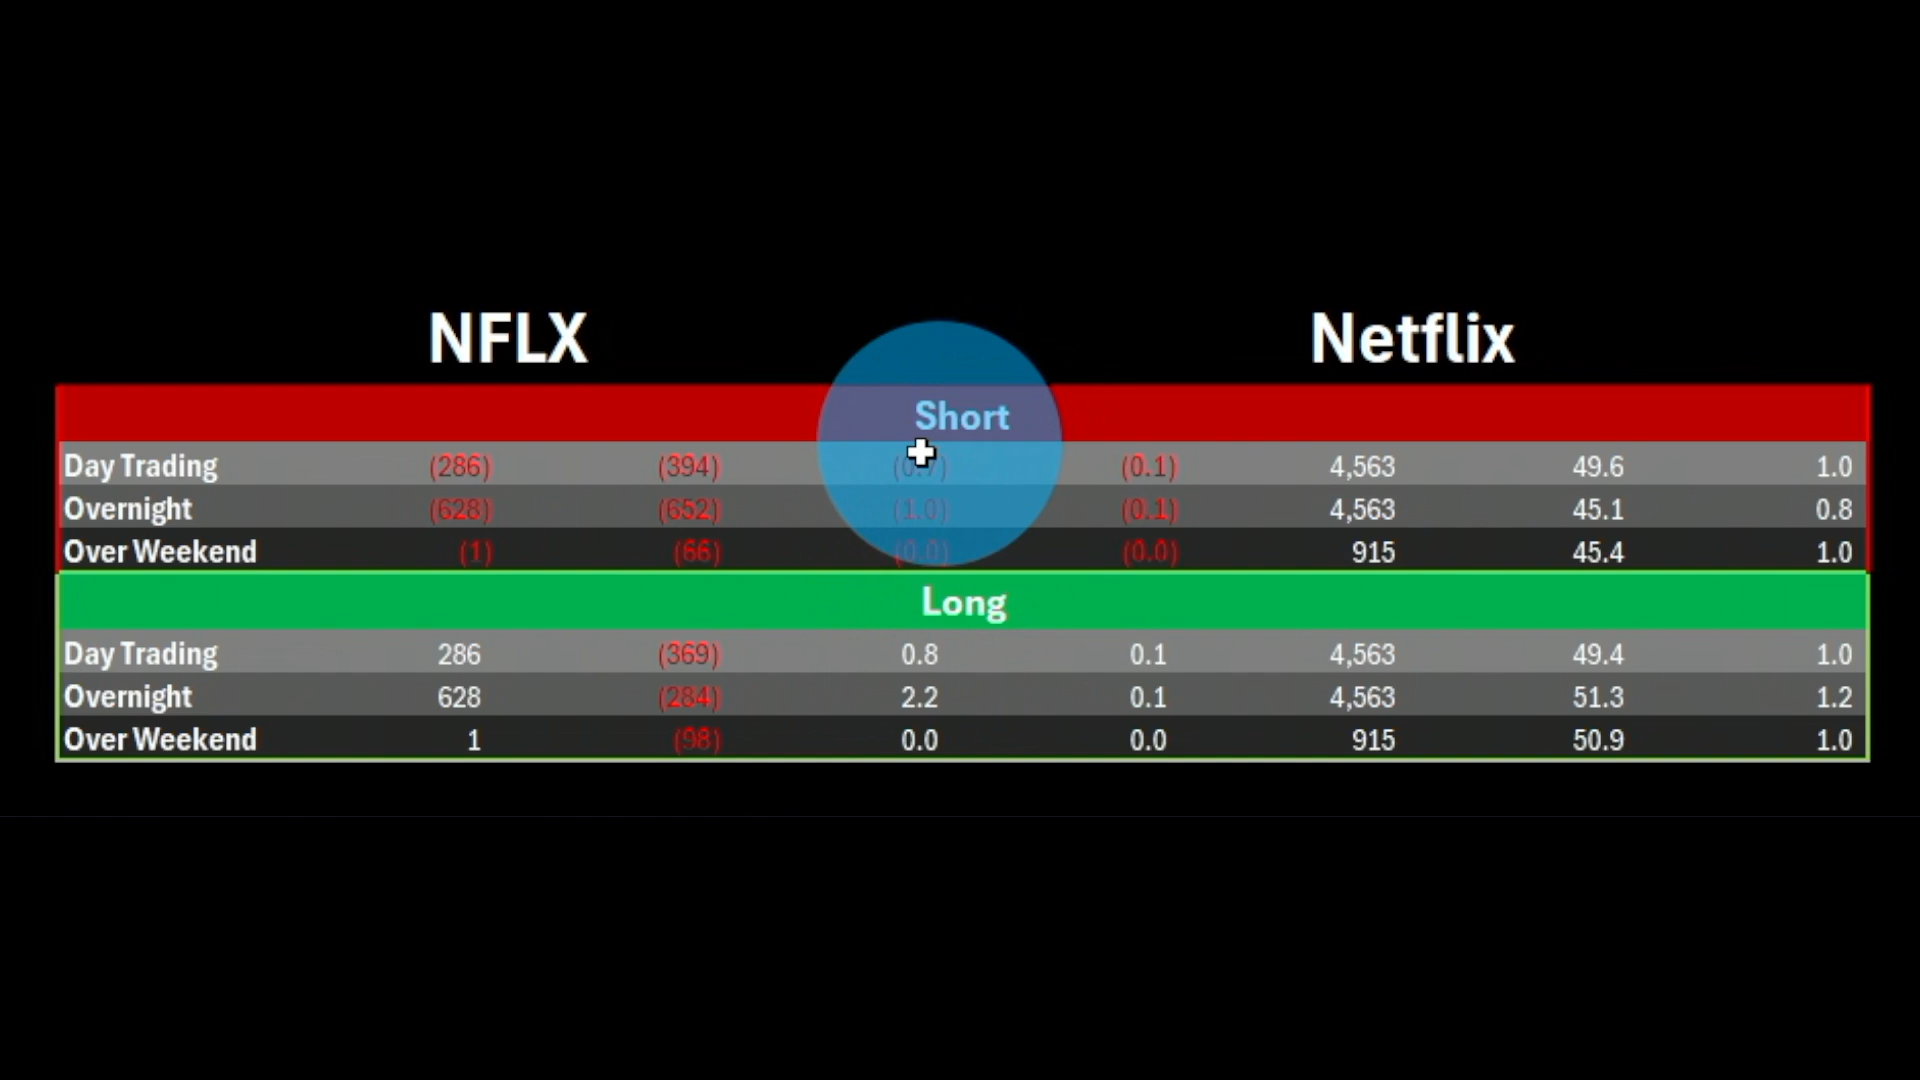 NFLX Netflix
Short
Day Trading (286) (394) (0.7) (0.1) 4,563 49.6 1.0
Overnight (628) (652) (1.0) (0.1) 4,563 45.1 0.8
Over Weekend (1) (66) (0.0) (0.0) 915 45.4 1.0
Long
Day Trading 286 (369) 0.8 0.1 4,563 49.4 1.0
Overnight 628 (284) 2.2 0.1 4,563 51.3 1.2
Over Weekend 1 (98) 0.0 0.0 915 50.9 1.0